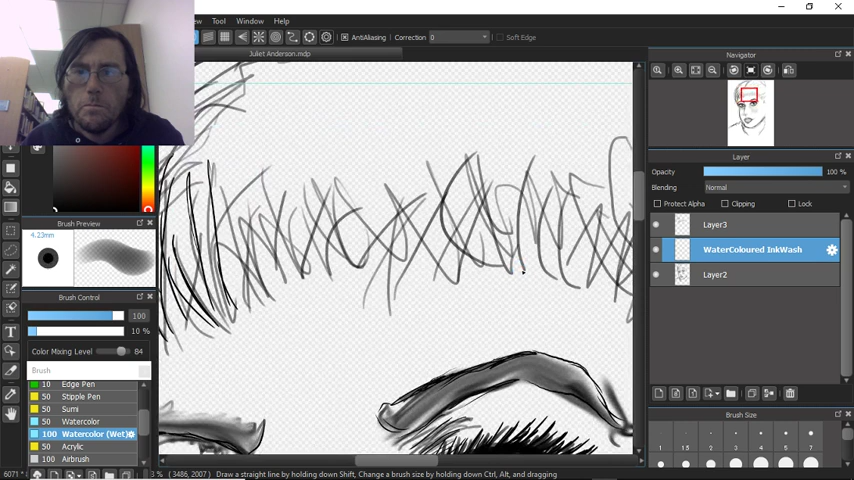 ew Tool Window Help
AntiAliasing Correction 0 Soft Edge
Juliet Anderson.mdp
Navigator
Layer
Opacity 100 %
Blending Normal
Protect Alpha Clipping Lock
Layer3
WaterColoured InkWash
Layer2
Brush Preview
4.23mm
Brush Control
100
10 %
Color Mixing Level 84
Brush
10 Edge Pen
50 Stipple Pen
50 Sumi
50 Watercolor
100 Watercolor (Wet)
50 Acrylic
100 Airbrush
Brush Size
1 1.5 2 3 4 5 7
6071 * 3 % ( 3486, 2007 ) Draw a straight line by holding down Shift, Change a brush size by holding down Ctrl, Alt, and dragging